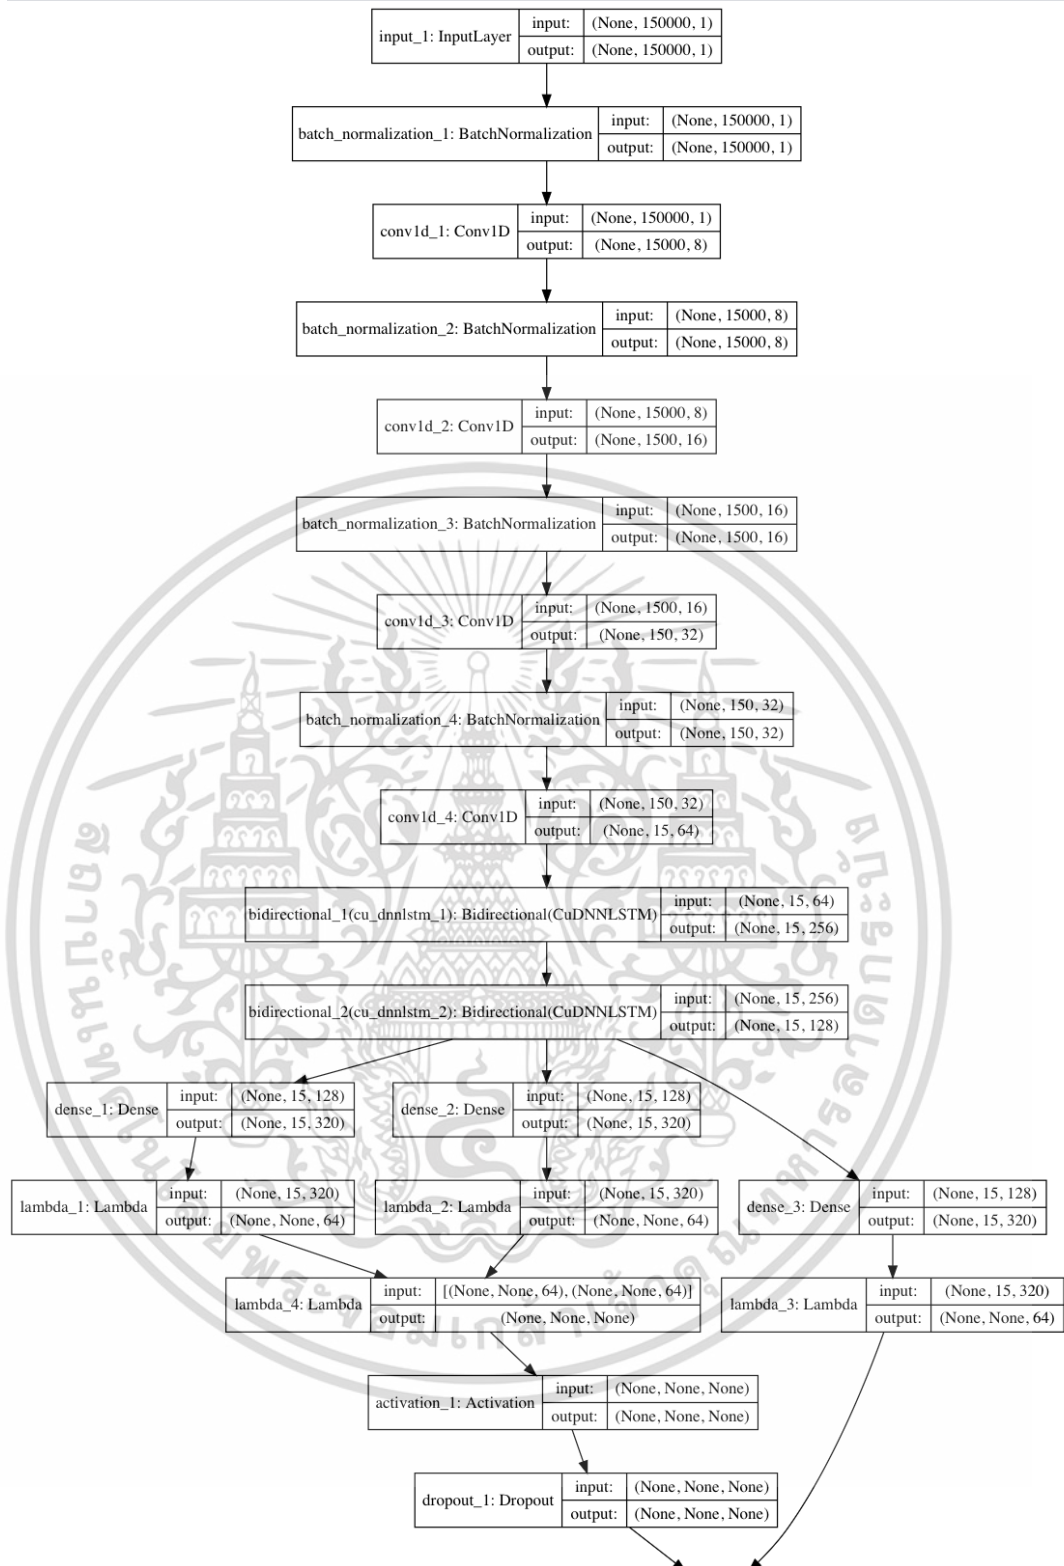 input_1: InputLayer
input: (None, 150000, 1)
output: (None, 150000, 1)
batch_normalization_1: BatchNormalization
input: (None, 150000, 1)
output: (None, 150000, 1)
conv1d_1: Conv1D
input: (None, 150000, 1)
output: (None, 15000, 8)
batch_normalization_2: BatchNormalization
input: (None, 15000, 8)
output: (None, 15000, 8)
conv1d_2: Conv1D
input: (None, 15000, 8)
output: (None, 1500, 16)
batch_normalization_3: BatchNormalization
input: (None, 1500, 16)
output: (None, 1500, 16)
conv1d_3: Conv1D
input: (None, 1500, 16)
output: (None, 150, 32)
batch_normalization_4: BatchNormalization
input: (None, 150, 32)
output: (None, 150, 32)
conv1d_4: Conv1D
input: (None, 150, 32)
output: (None, 15, 64)
bidirectional_1(cu_dnnlstm_1): Bidirectional(CuDNNLSTM)
input: (None, 15, 64)
output: (None, 15, 256)
bidirectional_2(cu_dnnlstm_2): Bidirectional(CuDNNLSTM)
input: (None, 15, 256)
output: (None, 15, 128)
dense_1: Dense
input: (None, 15, 128)
output: (None, 15, 320)
dense_2: Dense
input: (None, 15, 128)
output: (None, 15, 320)
lambda_1: Lambda
input: (None, 15, 320)
output: (None, None, 64)
lambda_2: Lambda
input: (None, 15, 320)
output: (None, None, 64)
dense_3: Dense
input: (None, 15, 128)
output: (None, 15, 320)
lambda_4: Lambda
input: [(None, None, 64), (None, None, 64)]
output: (None, None, None)
lambda_3: Lambda
input: (None, 15, 320)
output: (None, None, 64)
activation_1: Activation
input: (None, None, None)
output: (None, None, None)
dropout_1: Dropout
input: (None, None, None)
output: (None, None, None)